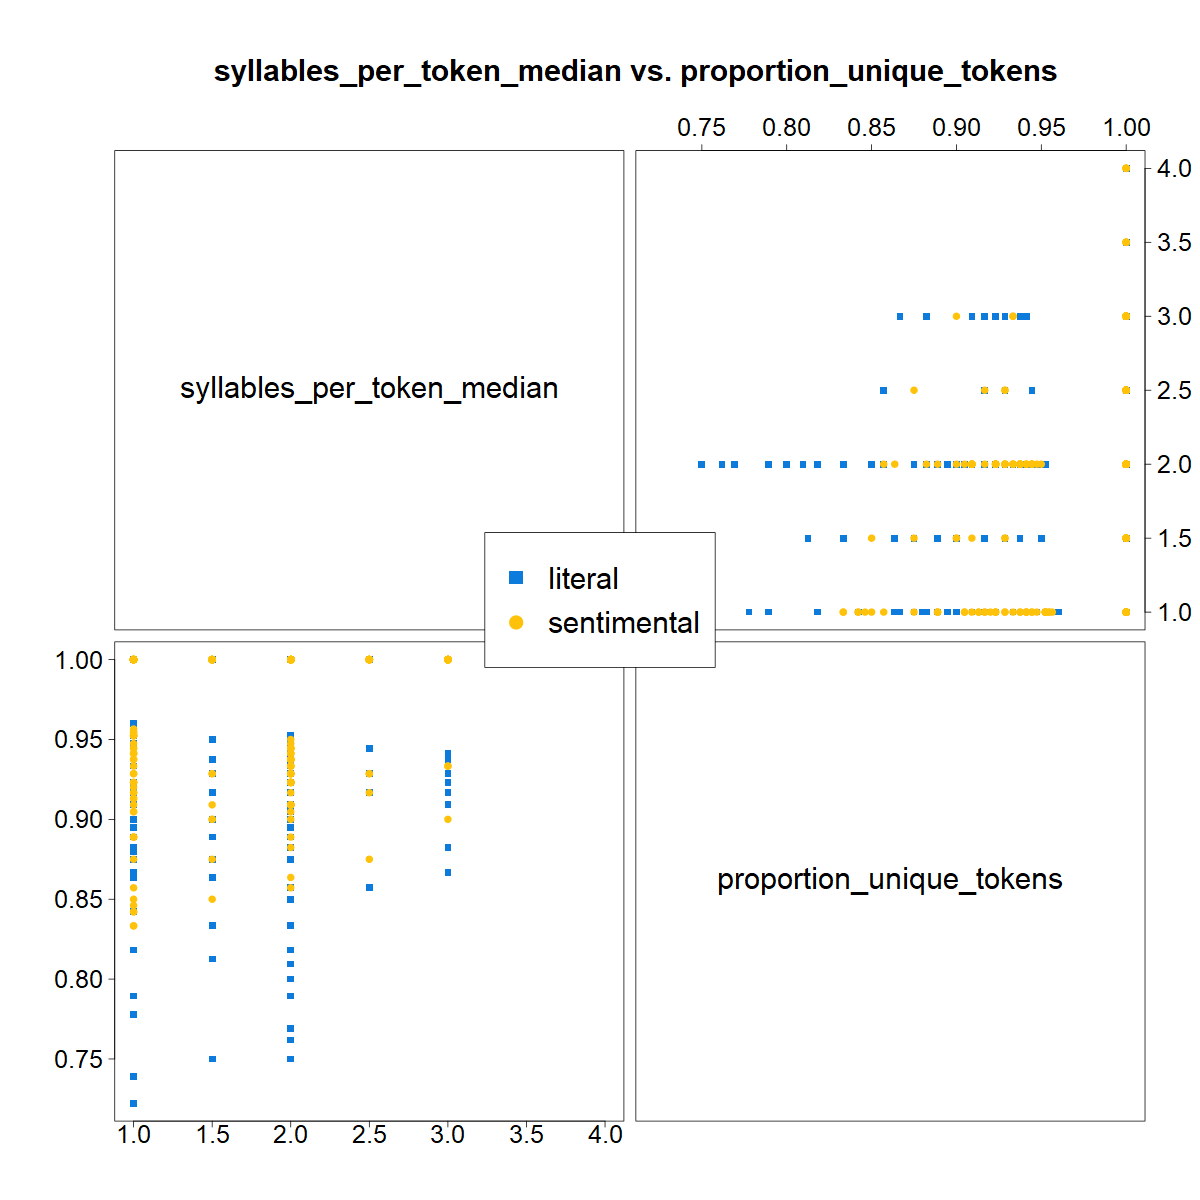 syllables_per_token_median vs. proportion_unique_tokens
0.75 0.80 0.85 0.90 0.95 1.00
4.0
3.5
3.0
syllables_per_token_median
2.5
2.0
1.5
literal
1.0
sentimental
1.00
0.95
0.90
proportion_unique_tokens
0.85
0.80
0.75
1.0 1.5 2.0 2.5 3.0 3.5 4.0